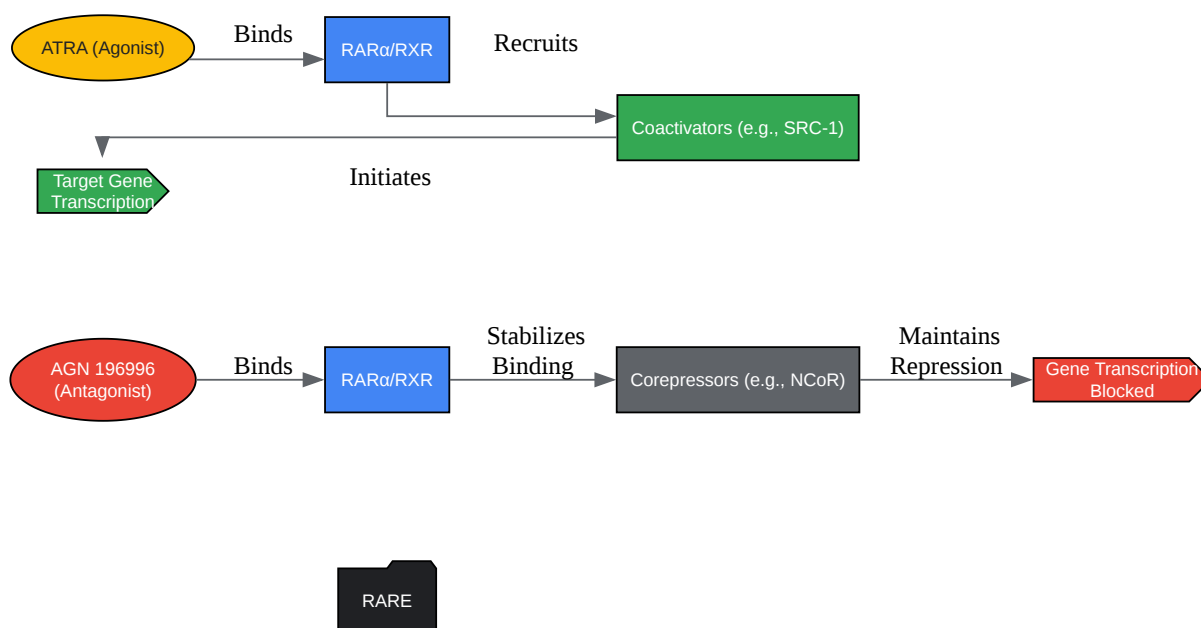 ATRA (Agonist)
Binds
RARα/RXR
Recruits
Coactivators (e.g., SRC-1)
Initiates
Target Gene
Transcription
AGN 196996
(Antagonist)
Binds
RARα/RXR
Stabilizes
Binding
Corepressors (e.g., NCoR)
Maintains
Repression
Gene Transcription
Blocked
RARE